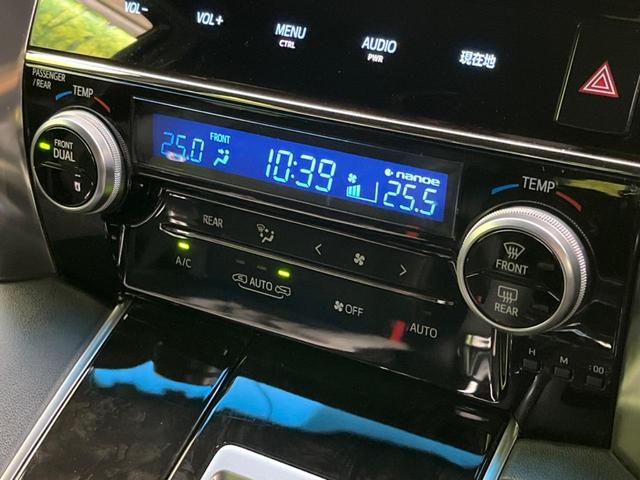 VOL− VOL+ MENU AUDIO 現在地
CTRL PWR
PASSENGER
/REAR
TEMP
FRONT
DUAL
25.0 FRONT 10:39 nanoe 25.5
TEMP
FRONT
REAR
REAR < >
A/C AUTO OFF AUTO
H M :00